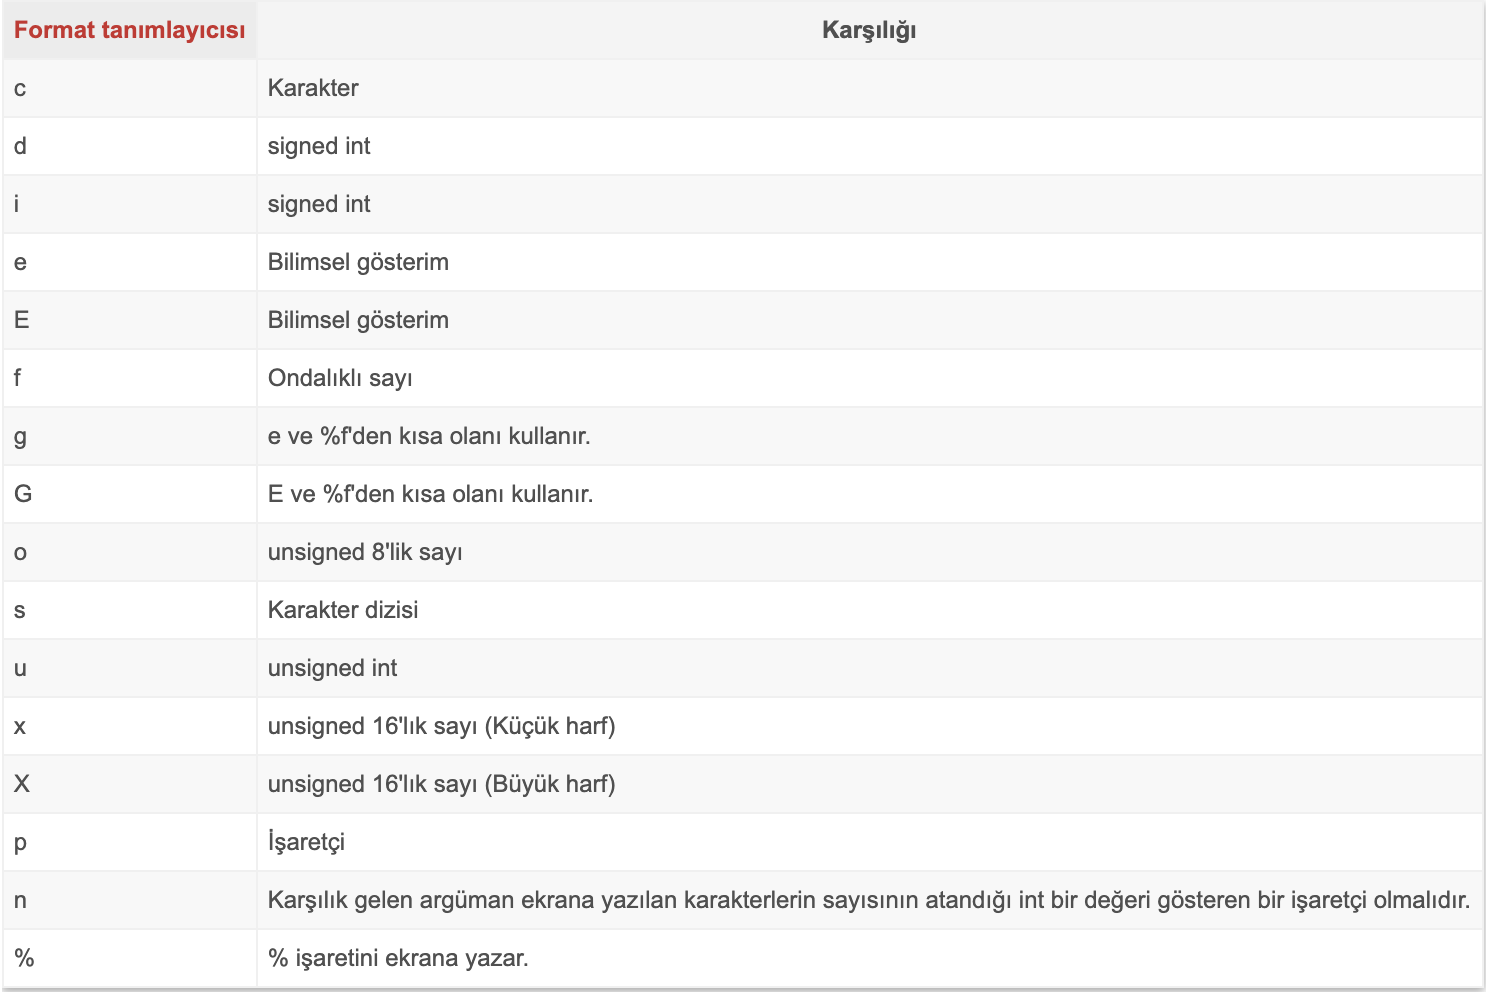 Format tanımlayıcısı Karşılığı
c Karakter
d signed int
i signed int
e Bilimsel gösterim
E Bilimsel gösterim
f Ondalıklı sayı
g e ve %f'den kısa olanı kullanır.
G E ve %f'den kısa olanı kullanır.
o unsigned 8'lik sayı
s Karakter dizisi
u unsigned int
x unsigned 16'lık sayı (Küçük harf)
X unsigned 16'lık sayı (Büyük harf)
p İşaretçi
n Karşılık gelen argüman ekrana yazılan karakterlerin sayısının atandığı int bir değeri gösteren bir işaretçi olmalıdır.
% % işaretini ekrana yazar.